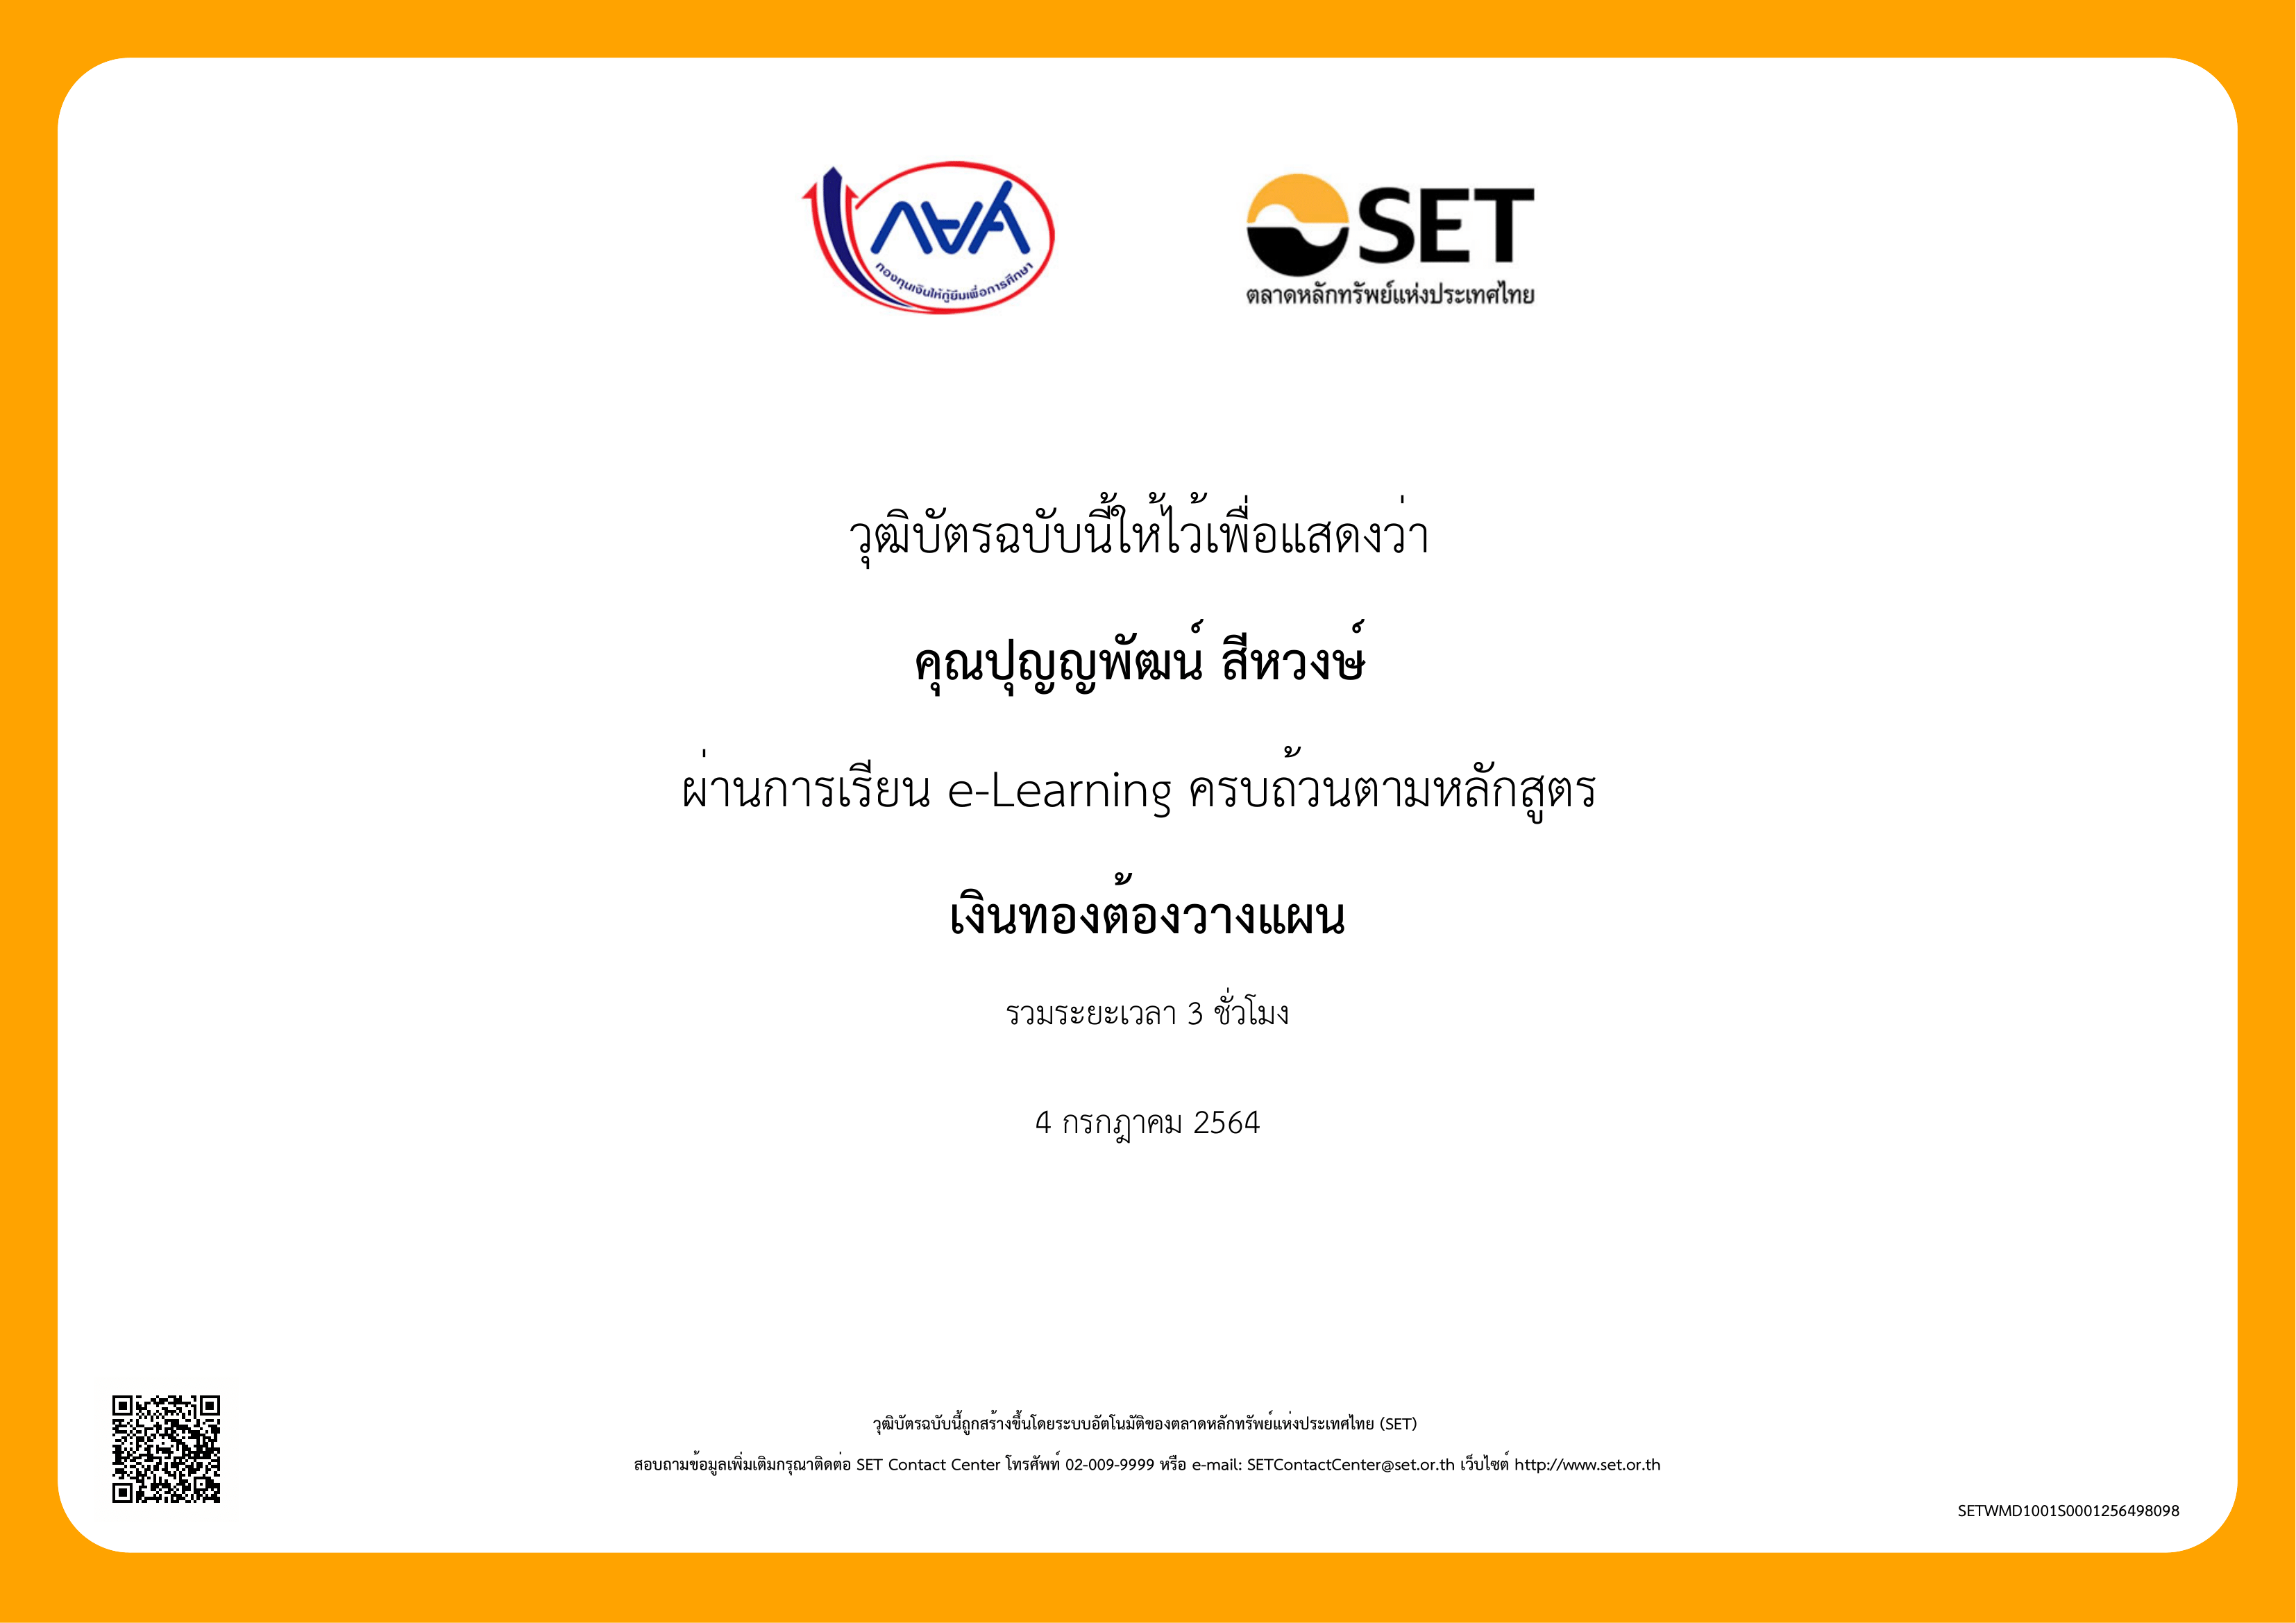 กยศ
กองทุนเงินให้กู้ยืมเพื่อการศึกษา
SET
ตลาดหลักทรัพย์แห่งประเทศไทย
วุฒิบัตรฉบับนี้ให้ไว้เพื่อแสดงว่า
คุณปุญญพัฒน์ สีหวงษ์
ผ่านการเรียน e-Learning ครบถ้วนตามหลักสูตร
เงินทองต้องวางแผน
รวมระยะเวลา 3 ชั่วโมง
4 กรกฎาคม 2564
วุฒิบัตรฉบับนี้ถูกสร้างขึ้นโดยระบบอัตโนมัติของตลาดหลักทรัพย์แห่งประเทศไทย (SET)
สอบถามข้อมูลเพิ่มเติมกรุณาติดต่อ SET Contact Center โทรศัพท์ 02-009-9999 หรือ e-mail: SETContactCenter@set.or.th เว็บไซต์ http://www.set.or.th
SETWMD1001S0001256498098